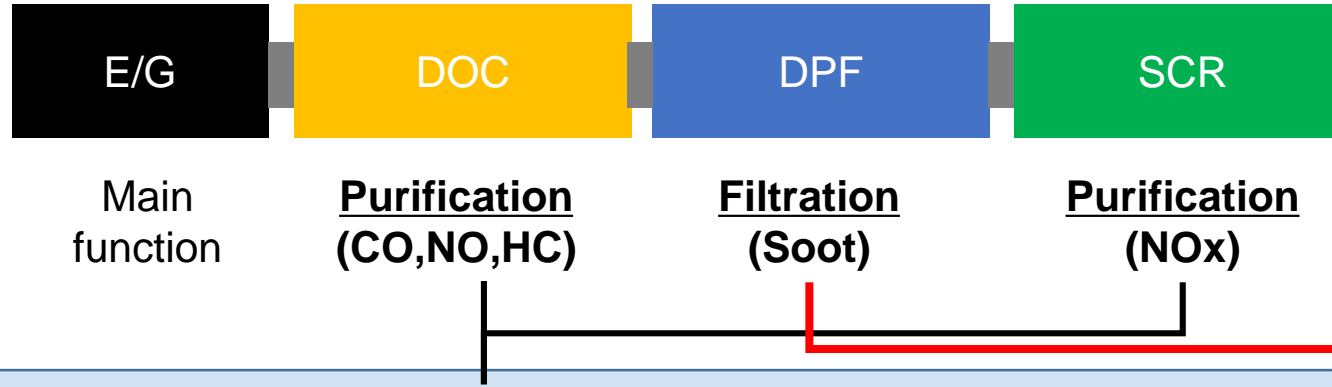 E/G
DOC
DPF
SCR
Main
function
Purification
(CO,NO,HC)
Filtration
(Soot)
Purification
(NOx)